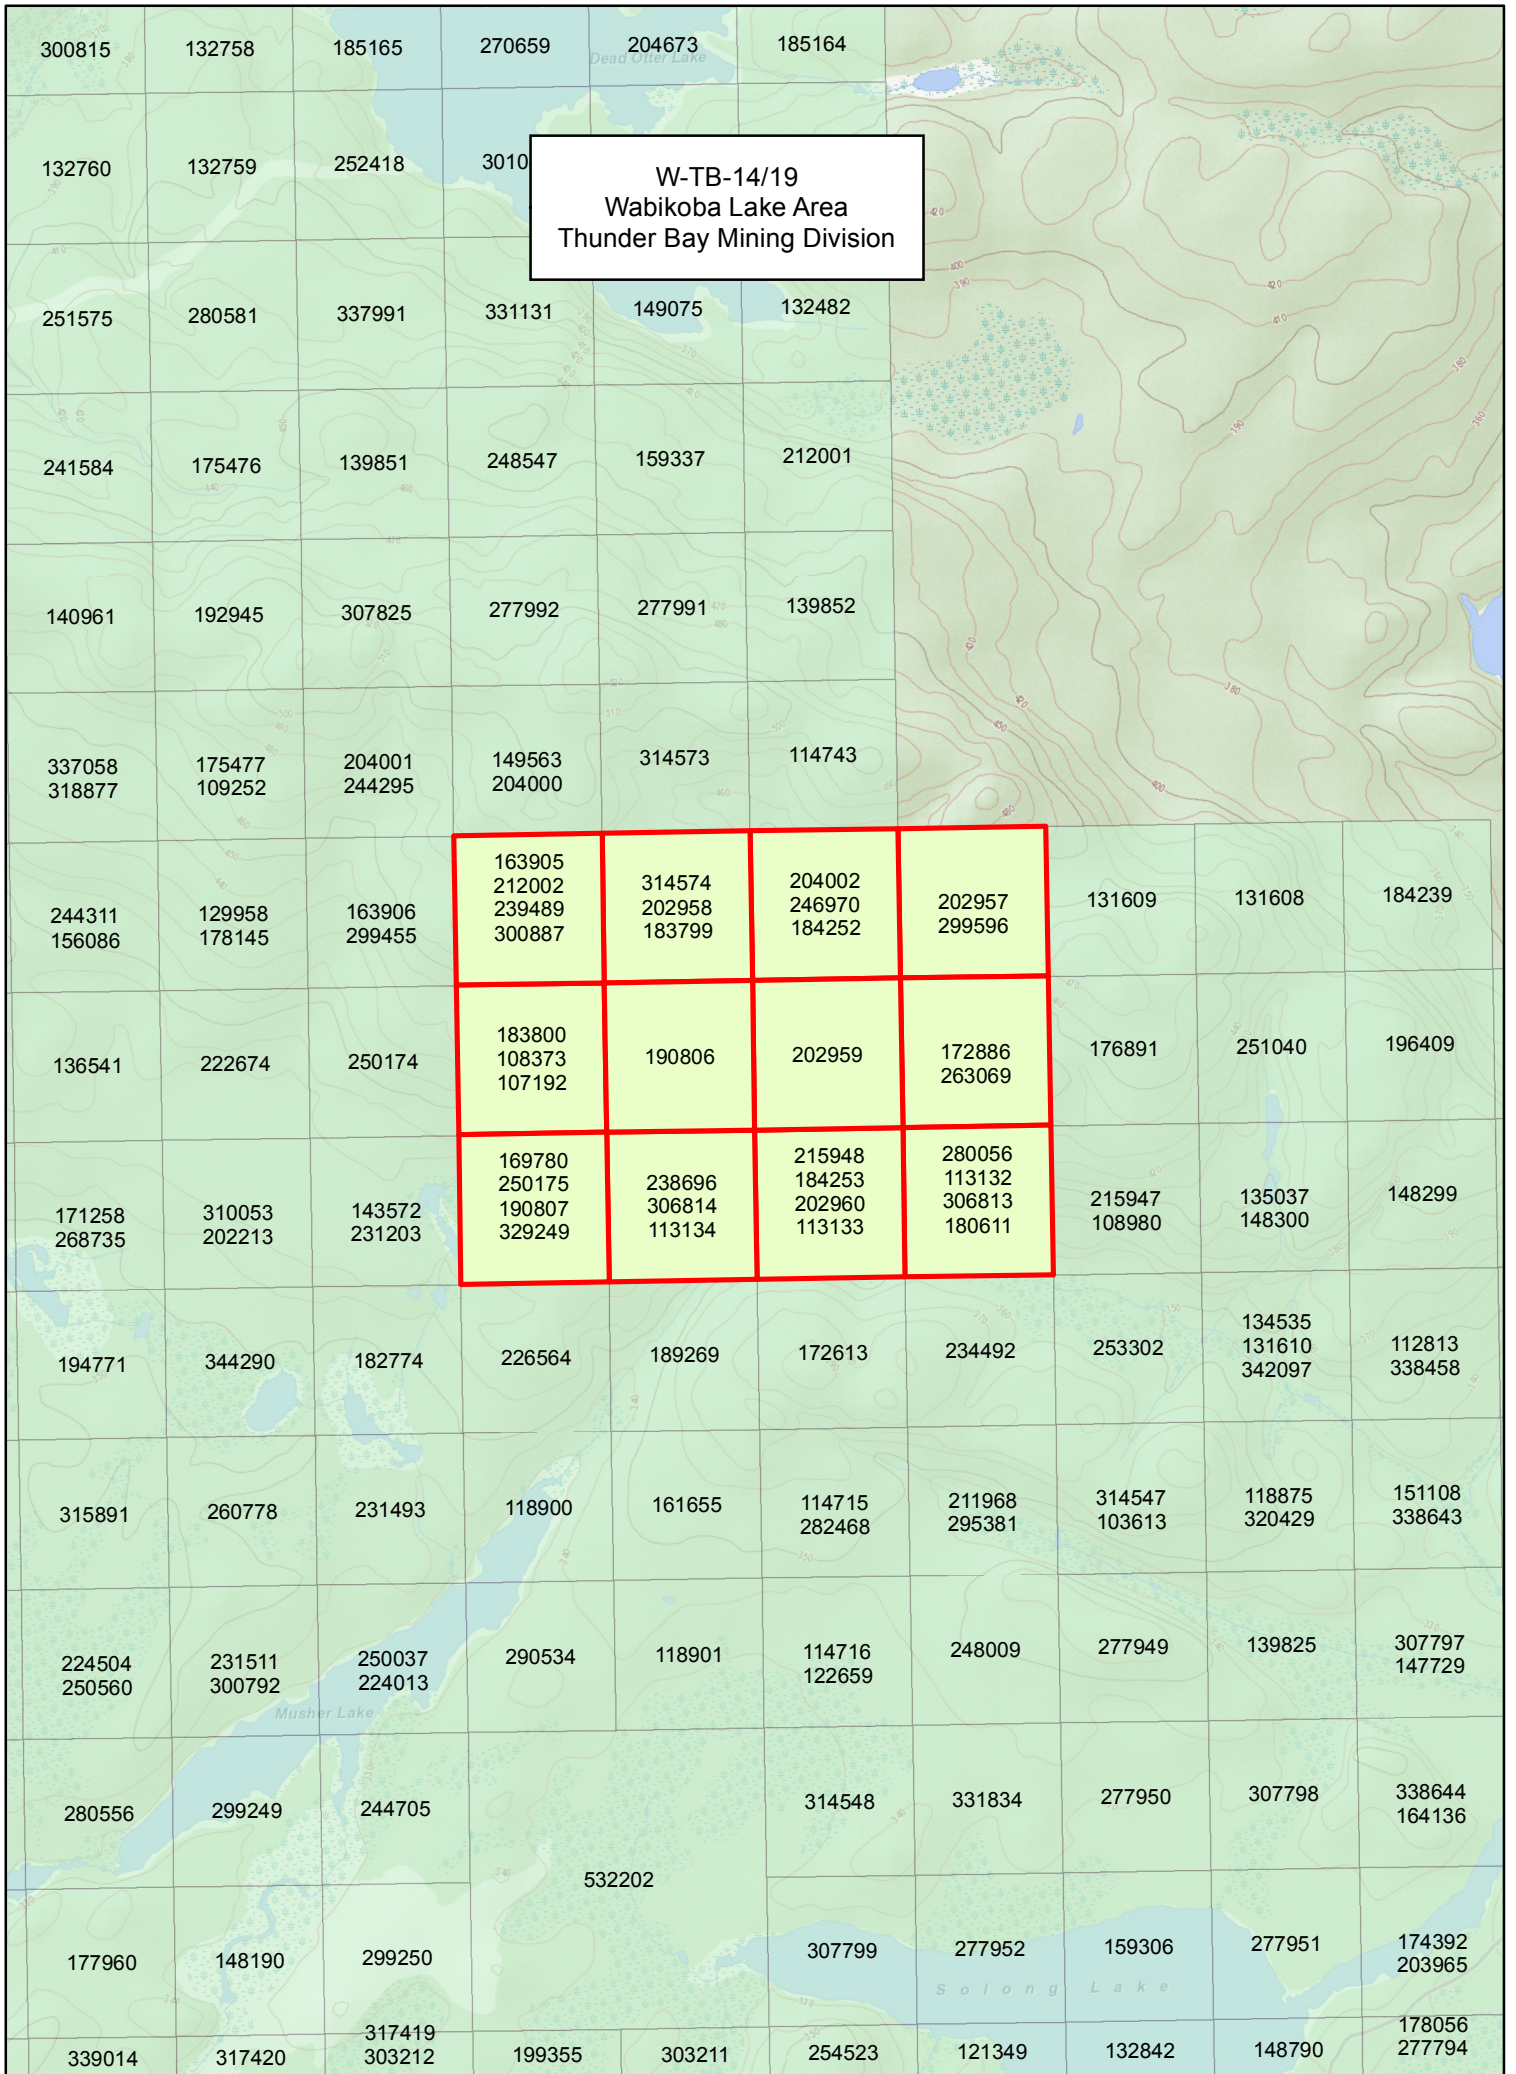 300815 132758 185165 270659 204673 185164
Dead Otter Lake
132760 132759 252418 3010
W-TB-14/19
Wabikoba Lake Area
Thunder Bay Mining Division
251575 280581 337991 331131 149075 132482
241584 175476 139851 248547 159337 212001
140961 192945 307825 277992 277991 139852
337058 175477 204001 149563 314573 114743
318877 109252 244295 204000
244311 129958 163906 163905 314574 204002 202957 131609 131608 184239
156086 178145 299455 212002 202958 246970 299596
239489 183799 184252
300887
136541 222674 250174 183800 190806 202959 172886 176891 251040 196409
108373 263069
107192
171258 310053 143572 169780 238696 215948 280056 215947 135037 148299
268735 202213 231203 250175 306814 184253 113132 108980 148300
190807 113134 202960 306813
329249 113133 180611
194771 344290 182774 226564 189269 172613 234492 253302 134535 112813
131610 338458
342097
315891 260778 231493 118900 161655 114715 211968 314547 118875 151108
282468 295381 103613 320429 338643
224504 231511 250037 290534 118901 114716 248009 277949 139825 307797
250560 300792 224013 122659 147729
Musher Lake
280556 299249 244705 314548 331834 277950 307798 338644
164136
532202
177960 148190 299250 307799 277952 159306 277951 174392
203965
Solong Lake
339014 317420 317419 199355 303211 254523 121349 132842 148790 178056
303212 277794